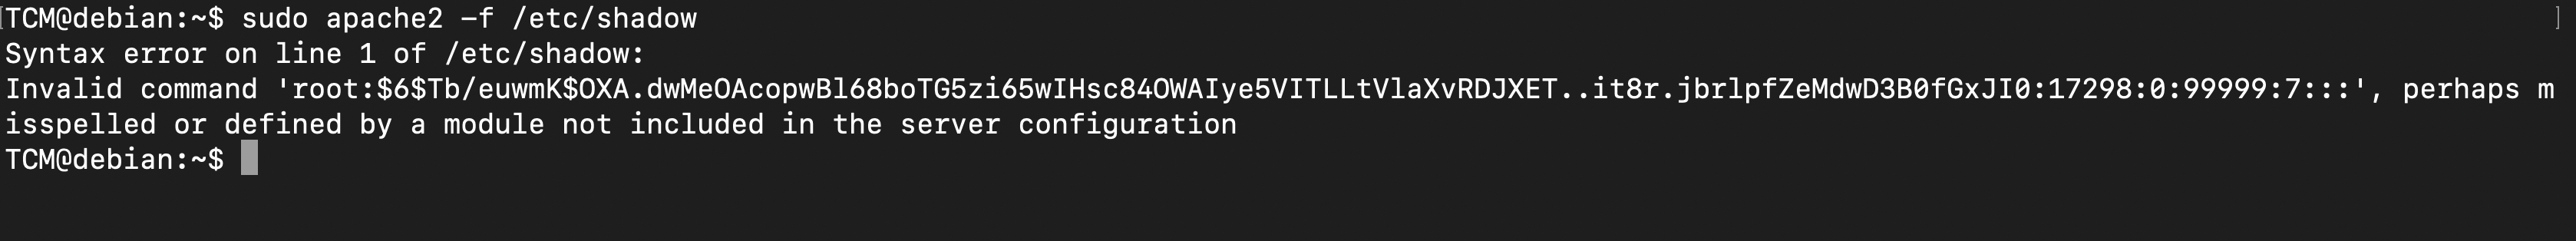 [TCM@debian:~$ sudo apache2 -f /etc/shadow ]
Syntax error on line 1 of /etc/shadow:
Invalid command 'root:$6$Tb/euwmK$OXA.dwMeOAcopwBl68boTG5zi65wIHsc84OWAIye5VITLLtVlaXvRDJXET..it8r.jbrlpfZeMdwD3B0fGxJI0:17298:0:99999:7:::', perhaps m
isspelled or defined by a module not included in the server configuration
TCM@debian:~$